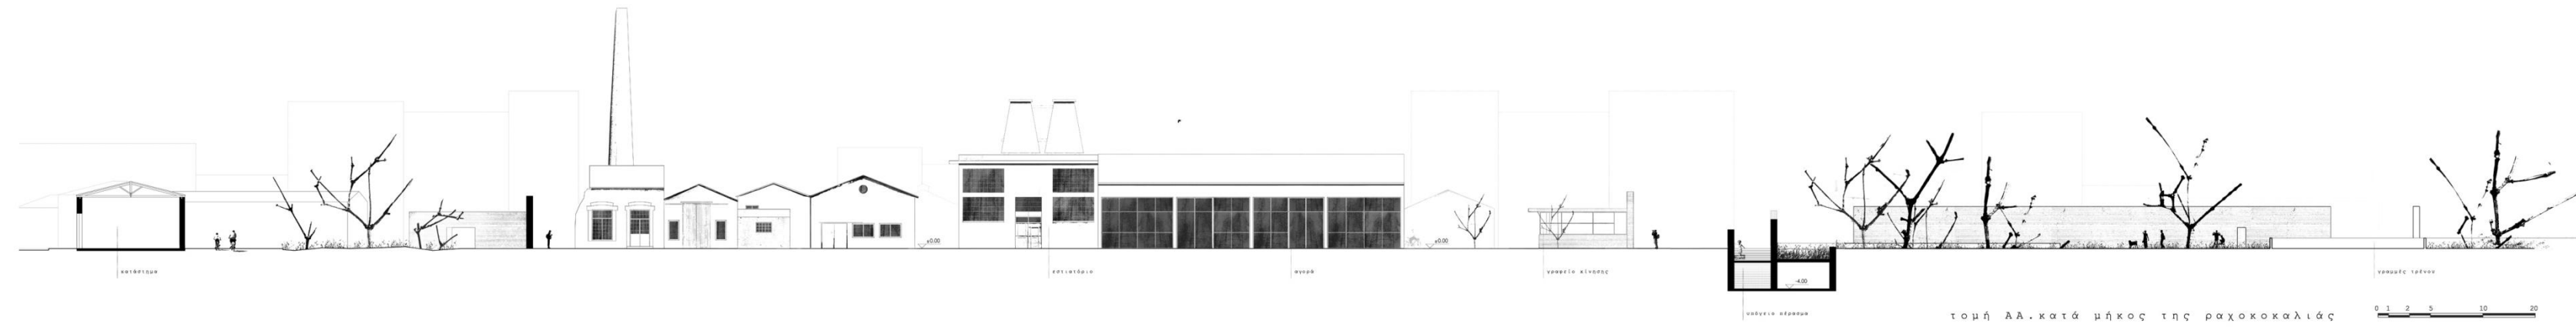 ±0.00
±0.00
κατάστημα
εστιατόριο
αγορά
γραφείο κίνησης
γραμμές τρένου
-4.00
υπόγειο πέρασμα
τομή ΑΑ.κατά μήκος της ραχοκοκαλιάς
0 1 2 5 10 20